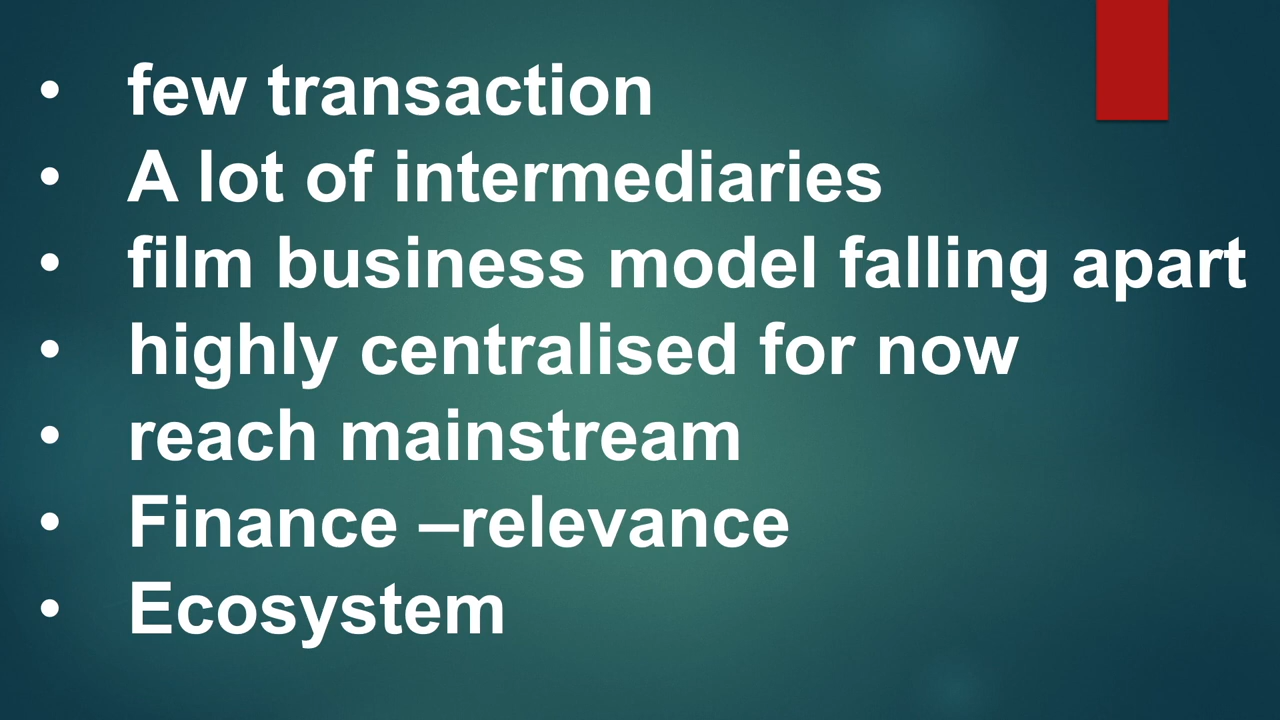 • few transaction
• A lot of intermediaries
• film business model falling apart
• highly centralised for now
• reach mainstream
• Finance –relevance
• Ecosystem